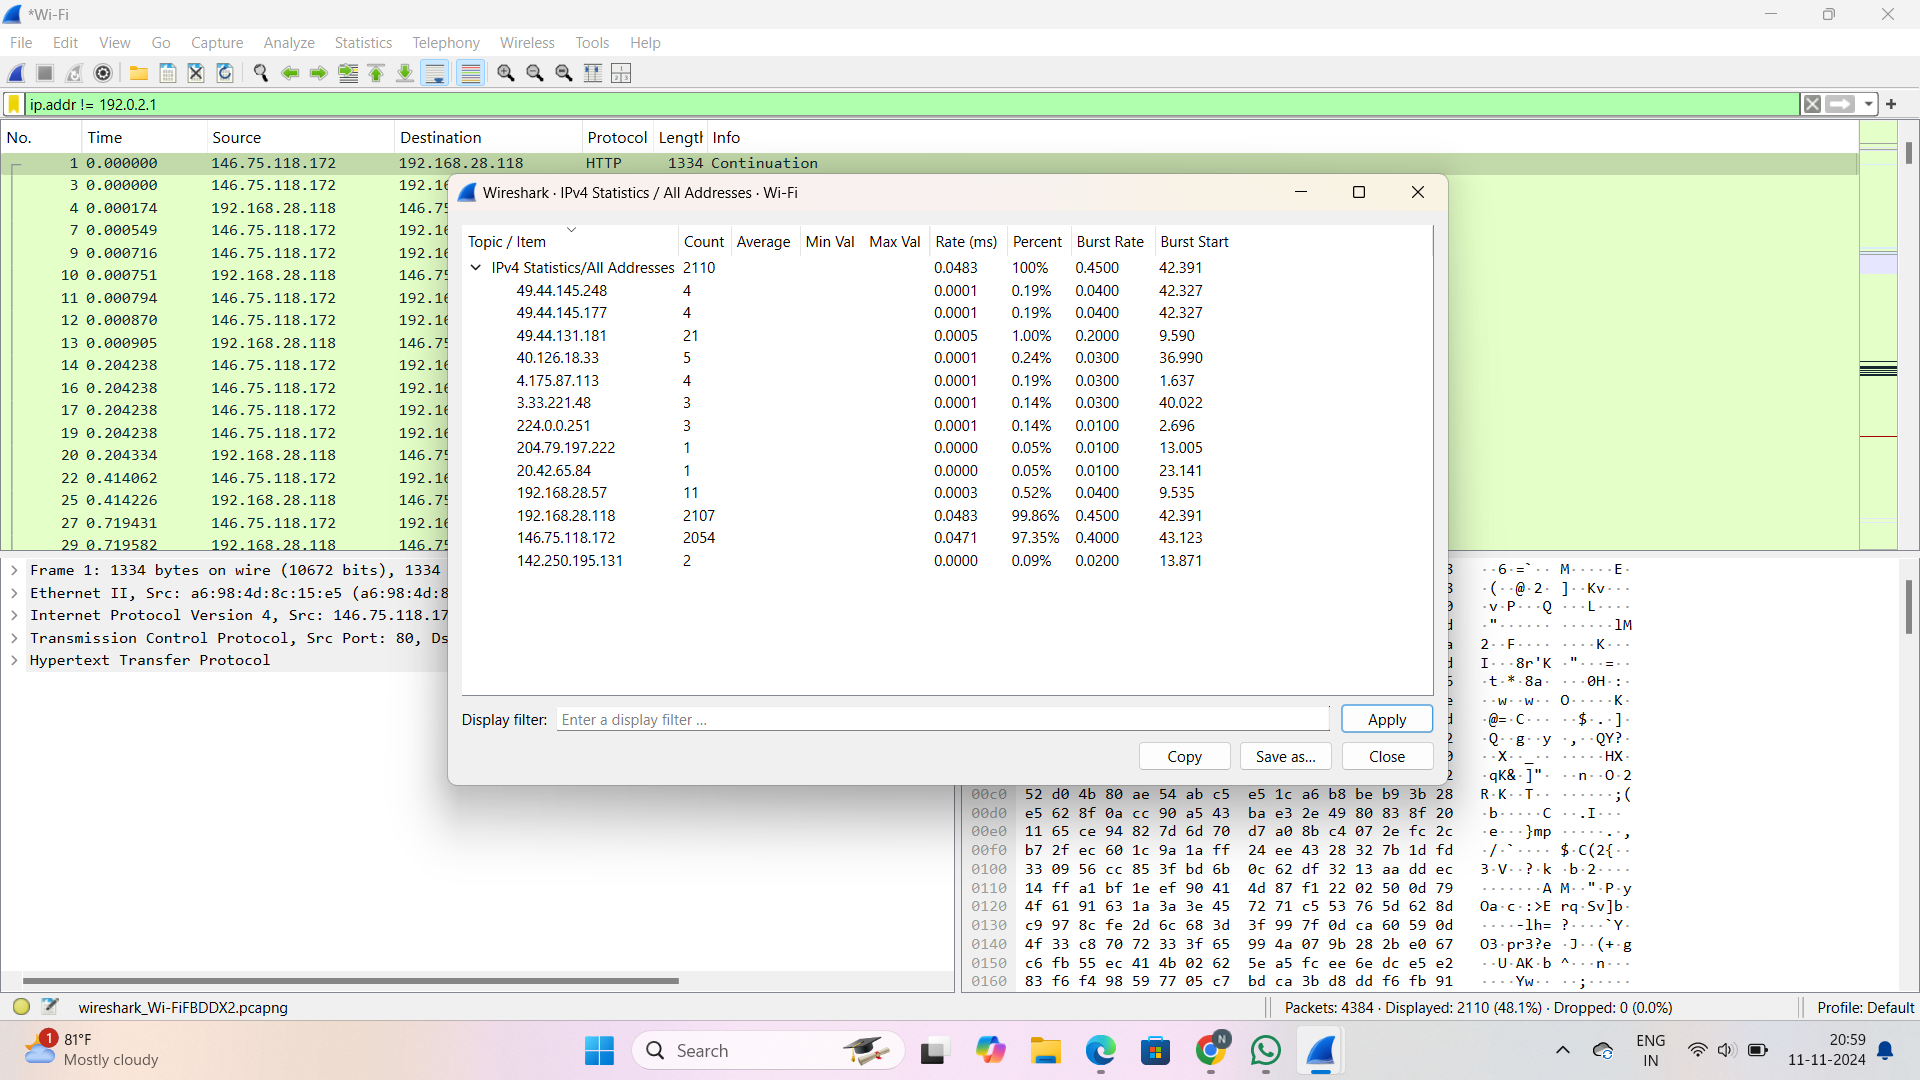 *Wi-Fi
File Edit View Go Capture Analyze Statistics Telephony Wireless Tools Help
ip.addr != 192.0.2.1
No. Time Source Destination Protocol Length Info
1 0.000000 146.75.118.172 192.168.28.118 HTTP 1334 Continuation
3 0.000000 146.75.118.172 192.16
4 0.000174 192.168.28.118 146.75
7 0.000549 146.75.118.172 192.16
9 0.000716 146.75.118.172 192.16
10 0.000751 192.168.28.118 146.75
11 0.000794 146.75.118.172 192.16
12 0.000870 146.75.118.172 192.16
13 0.000905 192.168.28.118 146.75
14 0.204238 146.75.118.172 192.16
16 0.204238 146.75.118.172 192.16
17 0.204238 146.75.118.172 192.16
19 0.204238 146.75.118.172 192.16
20 0.204334 192.168.28.118 146.75
22 0.414062 146.75.118.172 192.16
25 0.414226 192.168.28.118 146.75
27 0.719431 146.75.118.172 192.16
29 0.719582 192.168.28.118 146.75
Wireshark · IPv4 Statistics / All Addresses · Wi-Fi
Topic / Item Count Average Min Val Max Val Rate (ms) Percent Burst Rate Burst Start
IPv4 Statistics/All Addresses 2110 0.0483 100% 0.4500 42.391
49.44.145.248 4 0.0001 0.19% 0.0400 42.327
49.44.145.177 4 0.0001 0.19% 0.0400 42.327
49.44.131.181 21 0.0005 1.00% 0.2000 9.590
40.126.18.33 5 0.0001 0.24% 0.0300 36.990
4.175.87.113 4 0.0001 0.19% 0.0300 1.637
3.33.221.48 3 0.0001 0.14% 0.0300 40.022
224.0.0.251 3 0.0001 0.14% 0.0100 2.696
204.79.197.222 1 0.0000 0.05% 0.0100 13.005
20.42.65.84 1 0.0000 0.05% 0.0100 23.141
192.168.28.57 11 0.0003 0.52% 0.0400 9.535
192.168.28.118 2107 0.0483 99.86% 0.4500 42.391
146.75.118.172 2054 0.0471 97.35% 0.4000 43.123
142.250.195.131 2 0.0000 0.09% 0.0200 13.871
Display filter: Enter a display filter ... Apply
Copy Save as... Close
Frame 1: 1334 bytes on wire (10672 bits), 1334
Ethernet II, Src: a6:98:4d:8c:15:e5 (a6:98:4d:8
Internet Protocol Version 4, Src: 146.75.118.17
Transmission Control Protocol, Src Port: 80, Ds
Hypertext Transfer Protocol
··6·=`·· M·····E·
·(··@·2· ]··Kv···
·v·P···Q ···L····
·"······ ······lM
2··F···· ····K···
I···8r'K ·"···=··
·t·*·8a· ···0H·:·
··w··w·· O·····K·
·@=·C··· ··$·.·]·
·Q··g··y ·,··QY?·
··X··_·· ·····HX
·qK&·]"· ··n··O·2
00c0 52 d0 4b 80 ae 54 ab c5 e5 1c a6 b8 be b9 3b 28 R·K··T·· ······;(
00d0 e5 62 8f 0a cc 90 a5 43 ba e3 2e 49 80 83 8f 20 ·b·····C ··.I···
00e0 11 65 ce 94 82 7d 6d 70 d7 a0 8b c4 07 2e fc 2c ·e···}mp ·····.·,
00f0 b7 2f ec 60 1c 9a 1a ff 24 ee 43 28 32 7b 1d fd ·/·`···· $·C(2{··
0100 33 09 56 cc 85 3f bd 6b 0c 62 df 32 13 aa dd ec 3·V··?·k ·b·2····
0110 14 ff a1 bf 1e ef 90 41 4d 87 f1 22 02 50 0d 79 ·······A M··"·P·y
0120 4f 61 91 63 1a 3a 3e 45 72 71 c5 53 76 5d 62 8d Oa·c·:>E rq·Sv]b·
0130 c9 97 8c fe 2d 6c 68 3d 3f 99 7f 0d ca 60 59 0d ····-lh= ?····`Y·
0140 4f 33 c8 70 72 33 3f 65 99 4a 07 9b 28 2b e0 67 O3·pr3?e ·J··(+·g
0150 c6 fb 55 ec 41 4b 02 62 5e a5 fc ee 6e dc e5 e2 ··U·AK·b ^···n···
0160 83 f6 f4 98 59 77 05 c7 bd ca 3b d8 dd f6 fb 91 ····Yw·· ··;·····
wireshark_Wi-FiFBDDX2.pcapng Packets: 4384 · Displayed: 2110 (48.1%) · Dropped: 0 (0.0%) Profile: Default
1 81°F
Mostly cloudy
Search
N
ENG
IN
20:59
11-11-2024